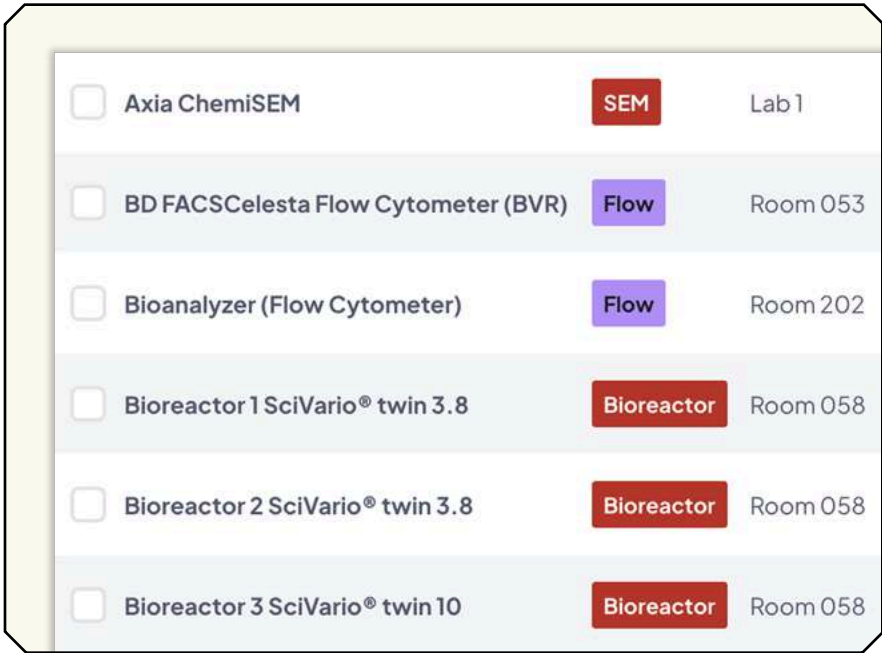 Axia ChemiSEM SEM Lab 1
BD FACSCelesta Flow Cytometer (BVR) Flow Room 053
Bioanalyzer (Flow Cytometer) Flow Room 202
Bioreactor 1 SciVario® twin 3.8 Bioreactor Room 058
Bioreactor 2 SciVario® twin 3.8 Bioreactor Room 058
Bioreactor 3 SciVario® twin 10 Bioreactor Room 058